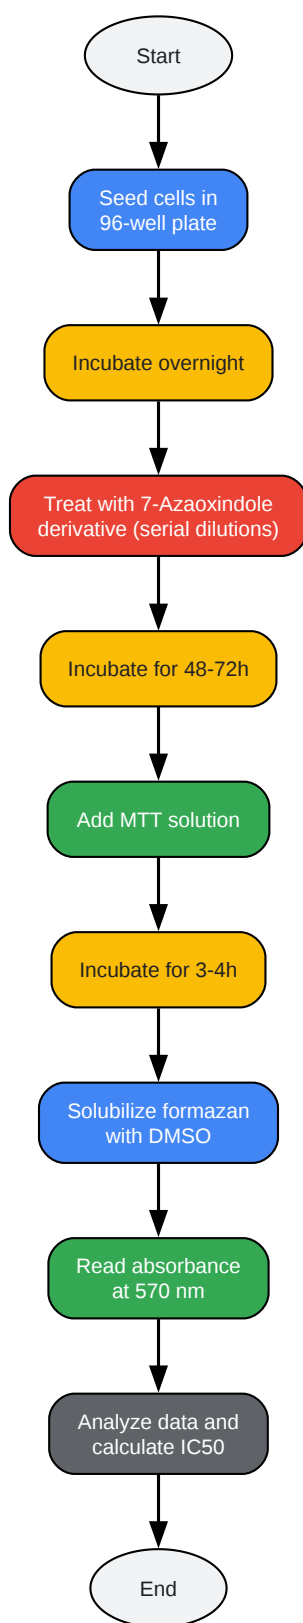 Start
Seed cells in
96-well plate
Incubate overnight
Treat with 7-Azaoxindole
derivative (serial dilutions)
Incubate for 48-72h
Add MTT solution
Incubate for 3-4h
Solubilize formazan
with DMSO
Read absorbance
at 570 nm
Analyze data and
calculate IC50
End